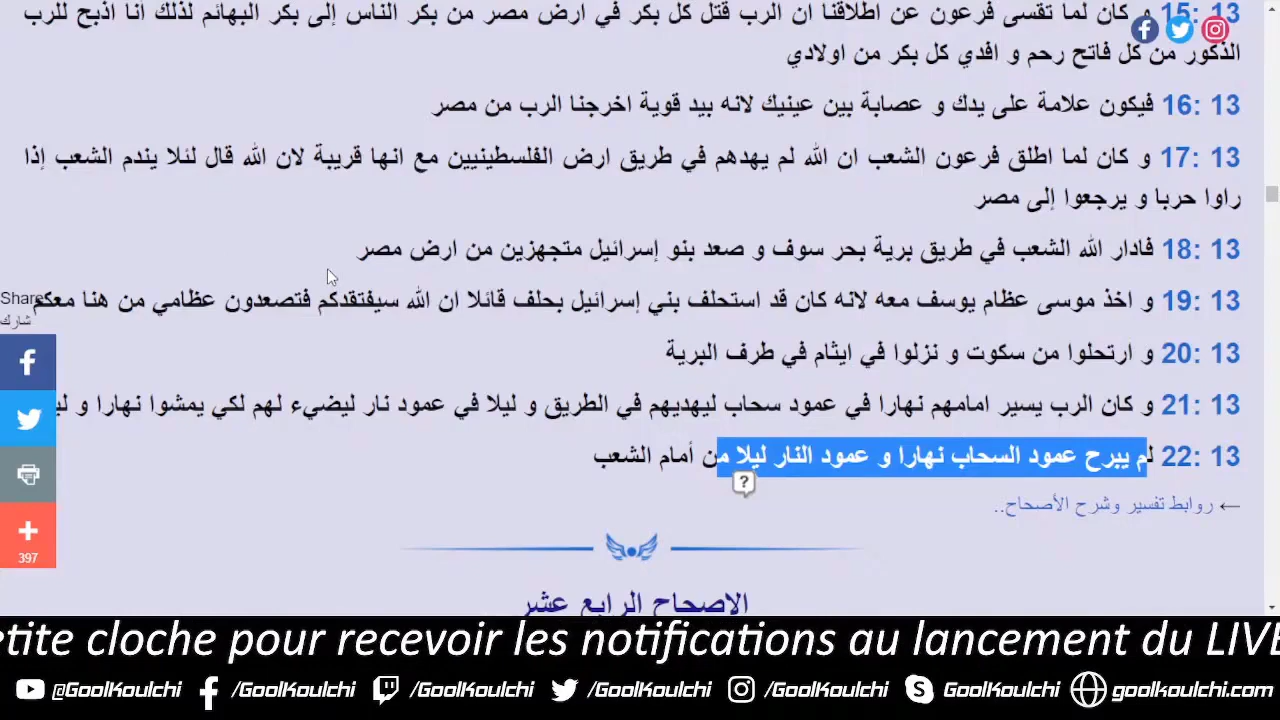 13 :15 و كان لما تقسى فرعون عن اطلاقنا ان الرب قتل كل بكر في ارض مصر من بكر الناس إلى بكر البهائم لذلك أنا اذبح للرب
الذكور من كل فاتح رحم و افدي كل بكر من اولادي
13 :16 فيكون علامة على يدك و عصابة بين عينيك لانه بيد قوية اخرجنا الرب من مصر
13 :17 و كان لما اطلق فرعون الشعب ان الله لم يهدهم في طريق ارض الفلسطينيين مع انها قريبة لان الله قال لئلا يندم الشعب إذا
راوا حربا و يرجعوا إلى مصر
13 :18 فادار الله الشعب في طريق برية بحر سوف و صعد بنو إسرائيل متجهزين من ارض مصر
13 :19 و اخذ موسى عظام يوسف معه لانه كان قد استحلف بني إسرائيل بحلف قائلا ان الله سيفتقدكم فتصعدون عظامي من هنا معكم
Share
شارك
13 :20 و ارتحلوا من سكوت و نزلوا في ايثام في طرف البرية
13 :21 و كان الرب يسير امامهم نهارا في عمود سحاب ليهديهم في الطريق و ليلا في عمود نار ليضيء لهم لكي يمشوا نهارا و
13 :22 لم يبرح عمود السحاب نهارا و عمود النار ليلا من أمام الشعب
?
← روابط تفسير وشرح الأصحاح..
397
الإصحاح الرابع عشر
etite cloche pour recevoir les notifications au lancement du LIVE
@GoolKoulchi /GoolKoulchi /GoolKoulchi /GoolKoulchi /GoolKoulchi GoolKoulchi goolkoulchi.com